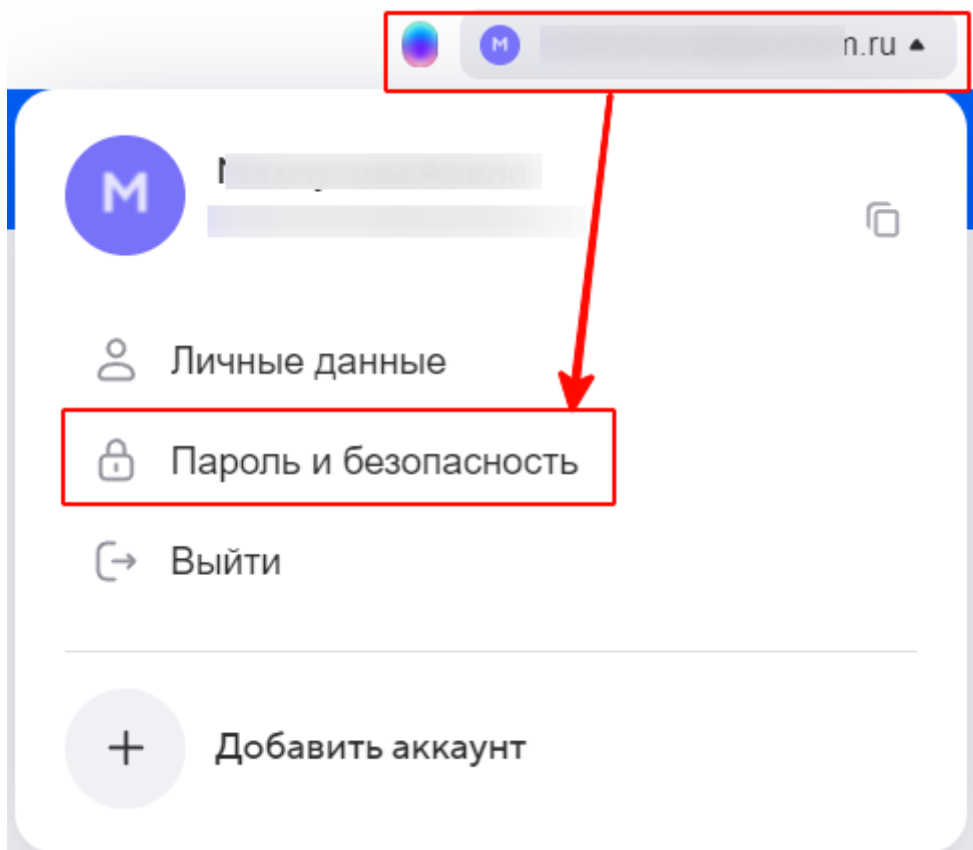 М n.ru
М
Личные данные
Пароль и безопасность
Выйти
Добавить аккаунт